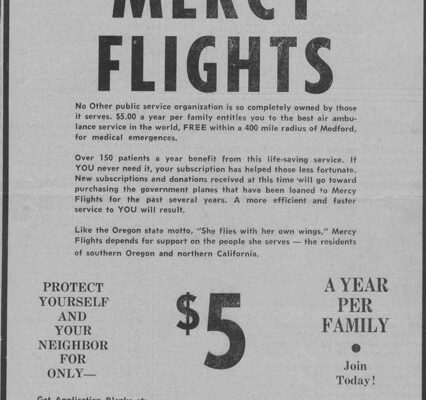 MERCY
FLIGHTS
No Other public service organization is so completely owned by those
it serves. $5.00 a year per family entitles you to the best air ambu-
lance service in the world, FREE within a 400 mile radius of Medford,
for medical emergences.
Over 150 patients a year benefit from this life-saving service. If
YOU never need it, your subscription has helped those less fortunate.
New subscriptions and donations received at this time will go toward
purchasing the government planes that have been loaned to Mercy
Flights for the past several years. A more efficient and faster
service to YOU will result.
Like the Oregon state motto, "She flies with her own wings," Mercy
Flights depends for support on the people she serves — the residents
of southern Oregon and northern California.
PROTECT
YOURSELF
AND
YOUR
NEIGHBOR
FOR
ONLY—
$5
A YEAR
PER
FAMILY
Join
Today!
Get Application Blanks at: